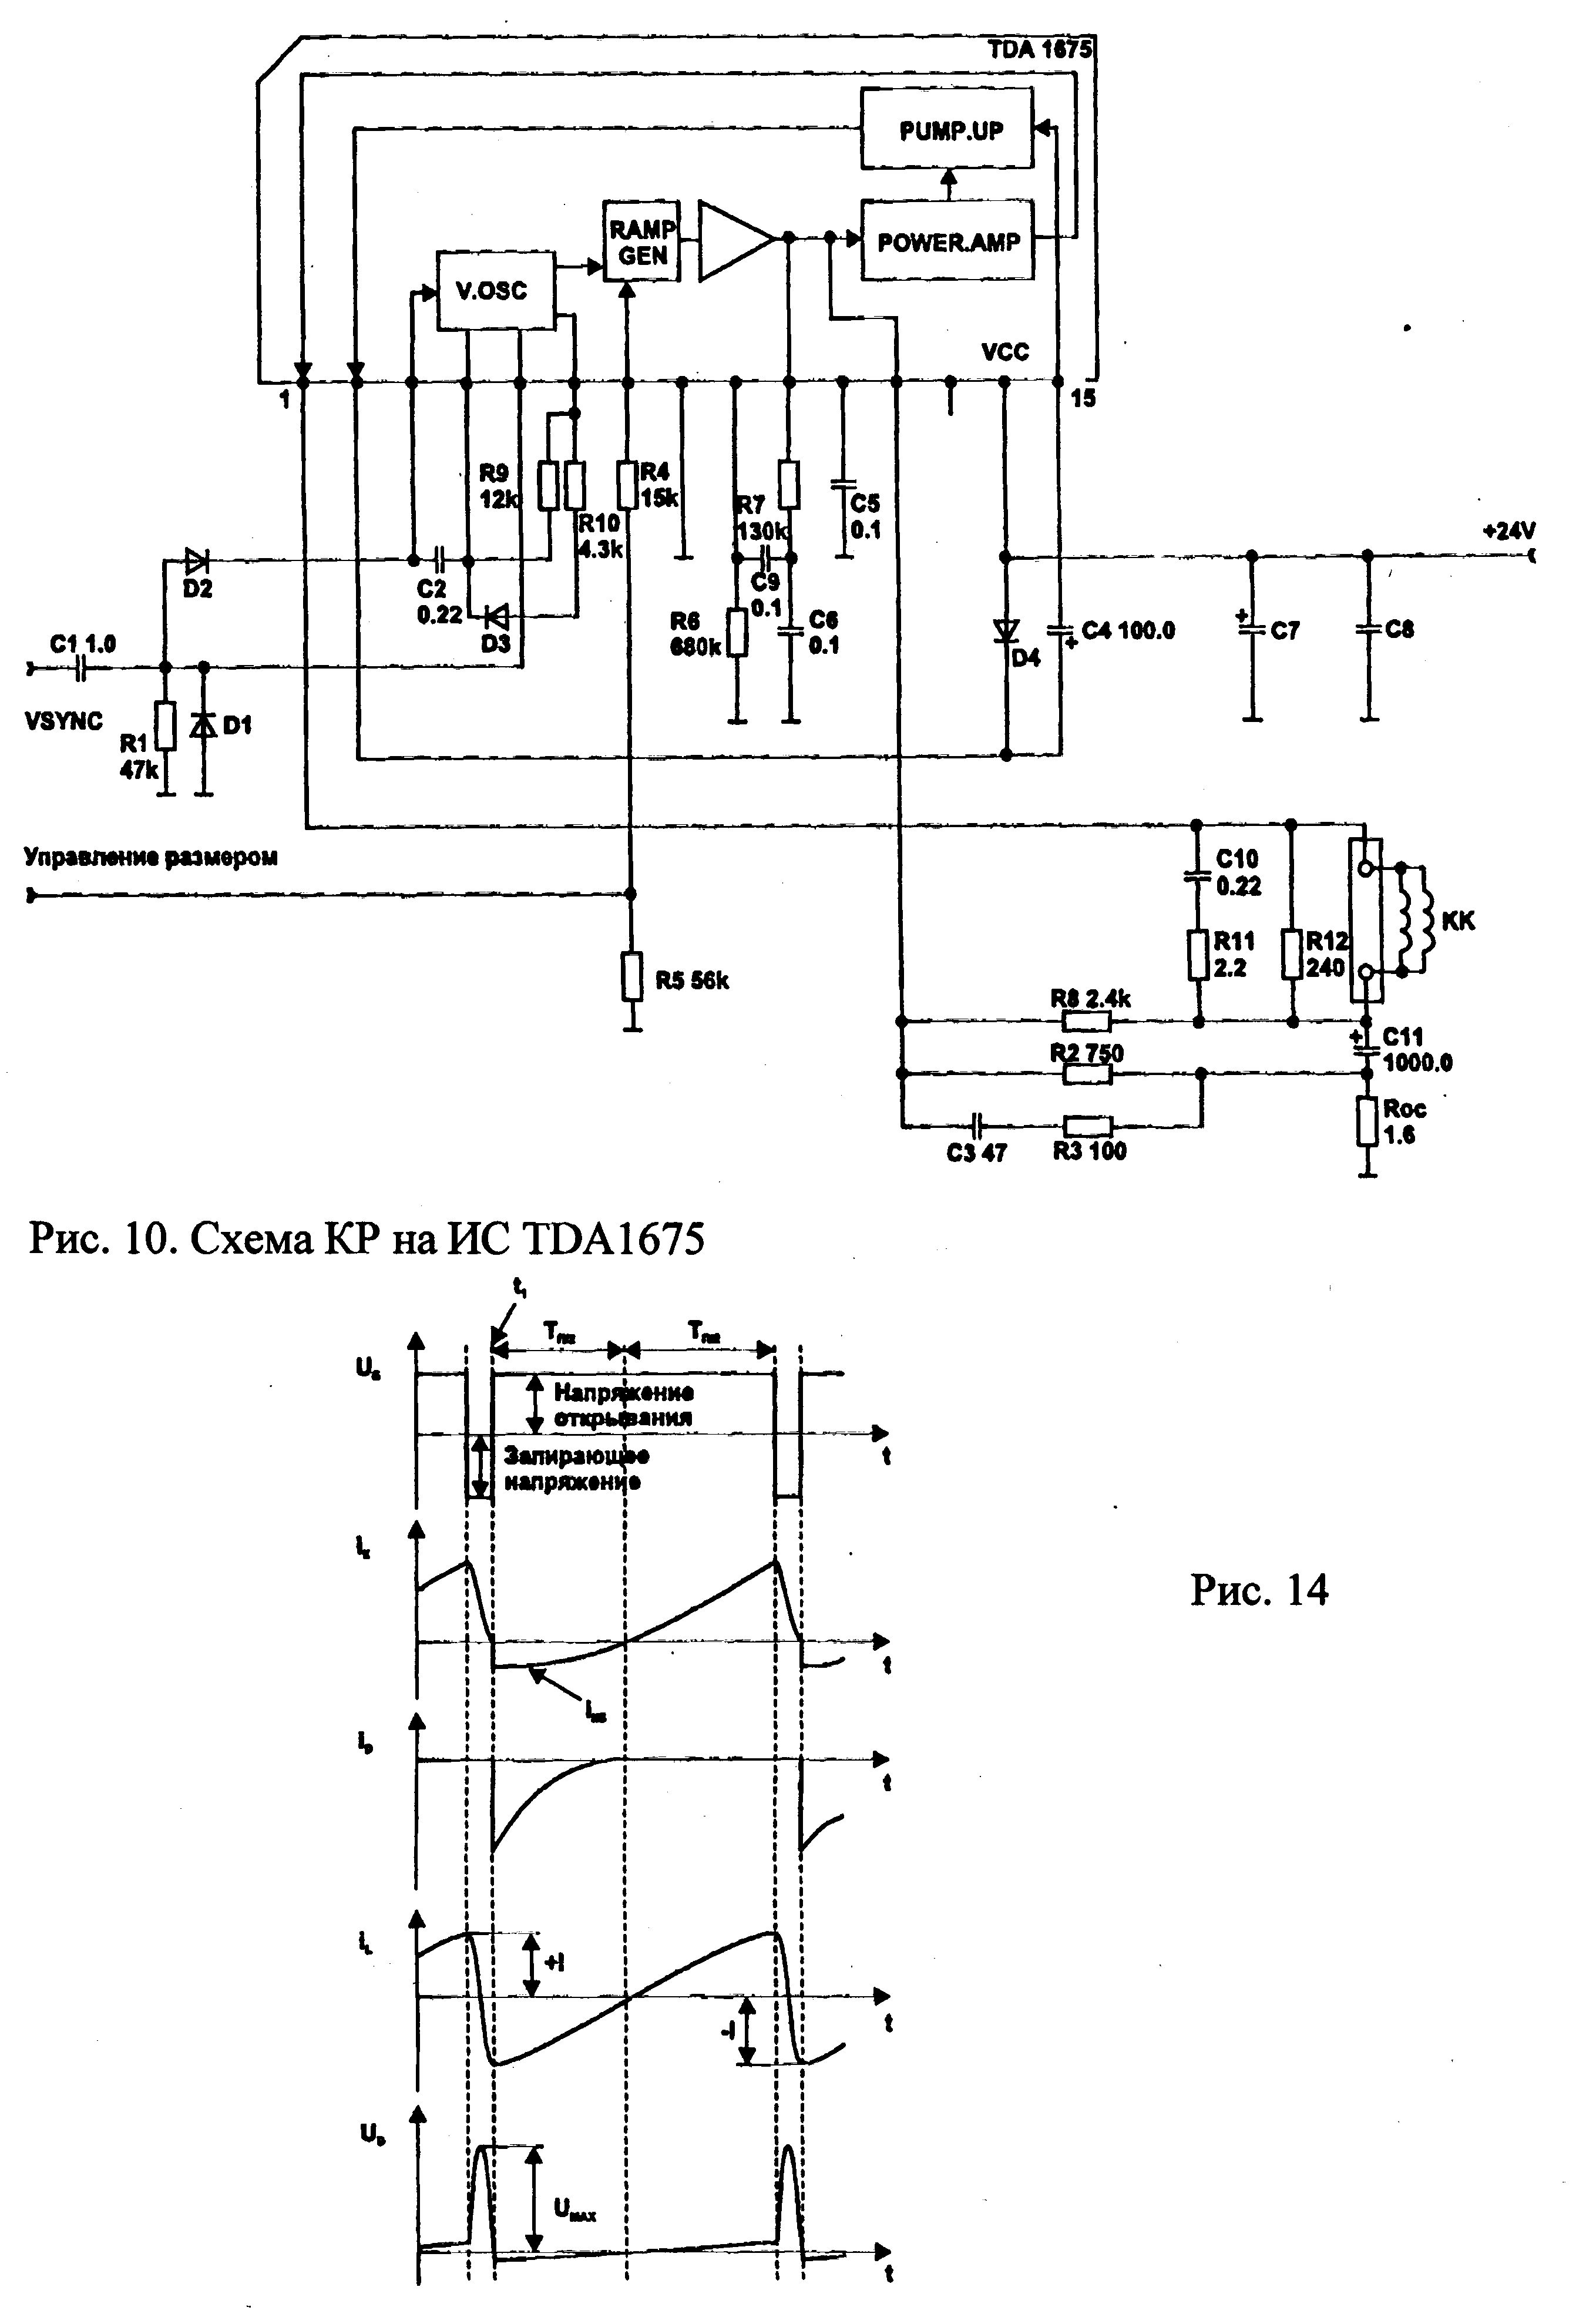 TDA 1675
PUMP.UP
RAMP
GEN
POWER.AMP
V.OSC
VCC
1
15
R9
12k
R10
4.3k
R4
15k
R7
130k
C5
0.1
+24V
D2
C2
0.22
D3
C9
0.1
R6
680k
C6
0.1
D4
C4 100.0
C7
C8
C1 1.0
VSYNC
R1
47k
D1
Управление размером
C10
0.22
R11
2.2
R12
240
КК
R5 56k
R8 2.4k
C11
1000.0
R2 750
Roc
1.6
C3 47
R3 100
Рис. 10. Схема КР на ИС TDA1675
t₁
U
Напряжение
открывания
t
Запирающее
напряжение
i
t
Рис. 14
i
t
i
+I
-I
t
U
U MAX
t